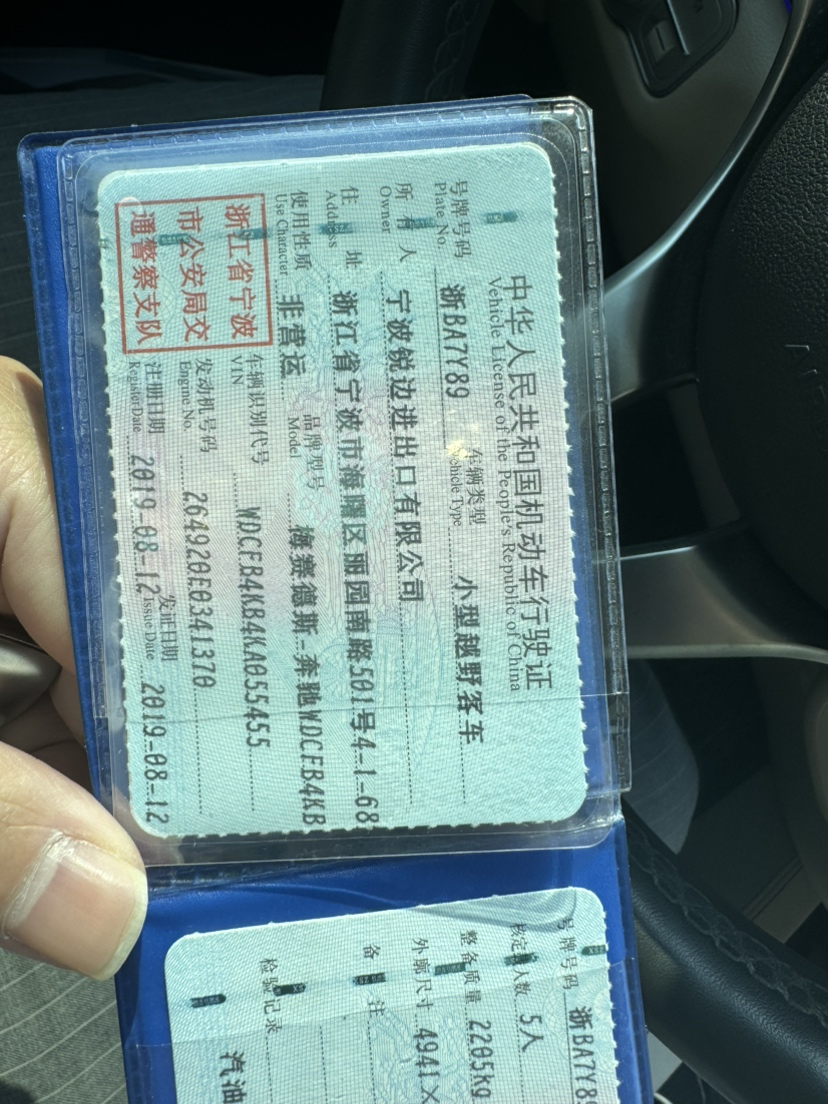 中华人民共和国机动车行驶证
Vehicle License of the People's Republic of China
号牌号码 浙BA7Y89 车辆类型 小型越野客车
Plate No. Vehicle Type
所有人 宁波锐边进出口有限公司
Owner
住址 浙江省宁波市海曙区丽园南路501号4-1-68
Address
使用性质 非营运 品牌型号 梅赛德斯-奔驰WDCFB4KB
Use Character Model
浙江省宁波
市公安局交
通警察支队
车辆识别代号 WDCFB4KB4KA055455
VIN
发动机号码 264920E0341370
Engine No.
注册日期 2019-08-12 发证日期 2019-08-12
Register Date Issue Date
号牌号码 浙BA7Y89
核定人数 5人
整备质量 2205kg
外廓尺寸 4941×
备注
检验记录
汽油